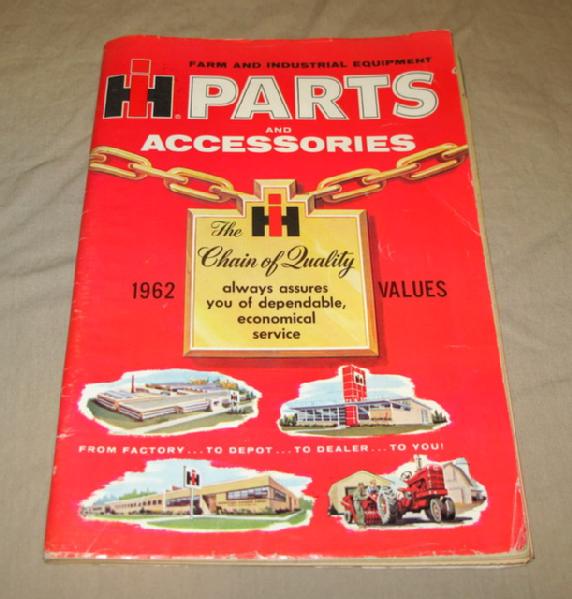 FARM AND INDUSTRIAL EQUIPMENT
IH® PARTS
AND
ACCESSORIES
The IH
Chain of Quality
always assures
you of dependable,
economical
service
1962 VALUES
FROM FACTORY...TO DEPOT...TO DEALER...TO YOU!
IH